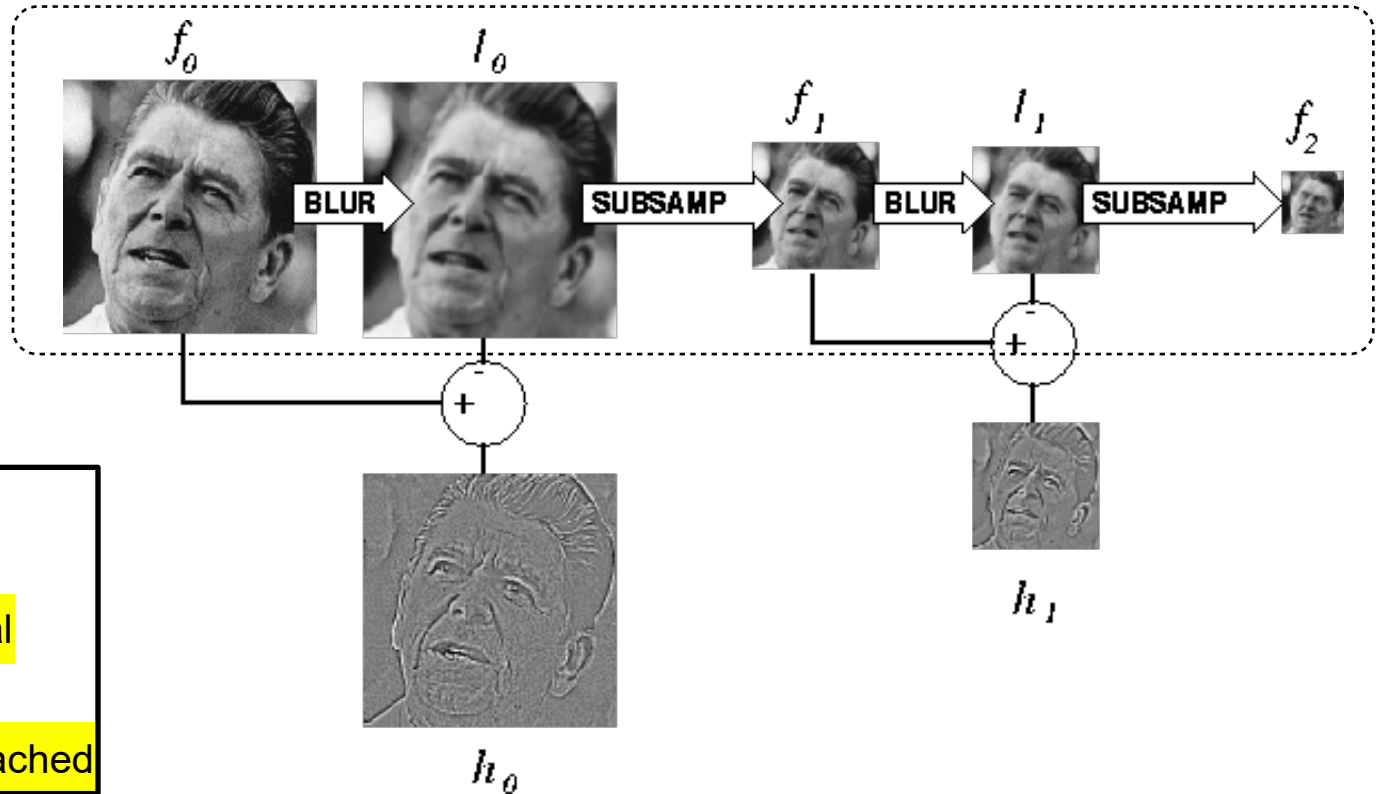 f₀
l₀
f₁
l₁
f₂
BLUR
SUBSAMP
BLUR
SUBSAMP
-
+
-
+
h₁
h₀
al
ached